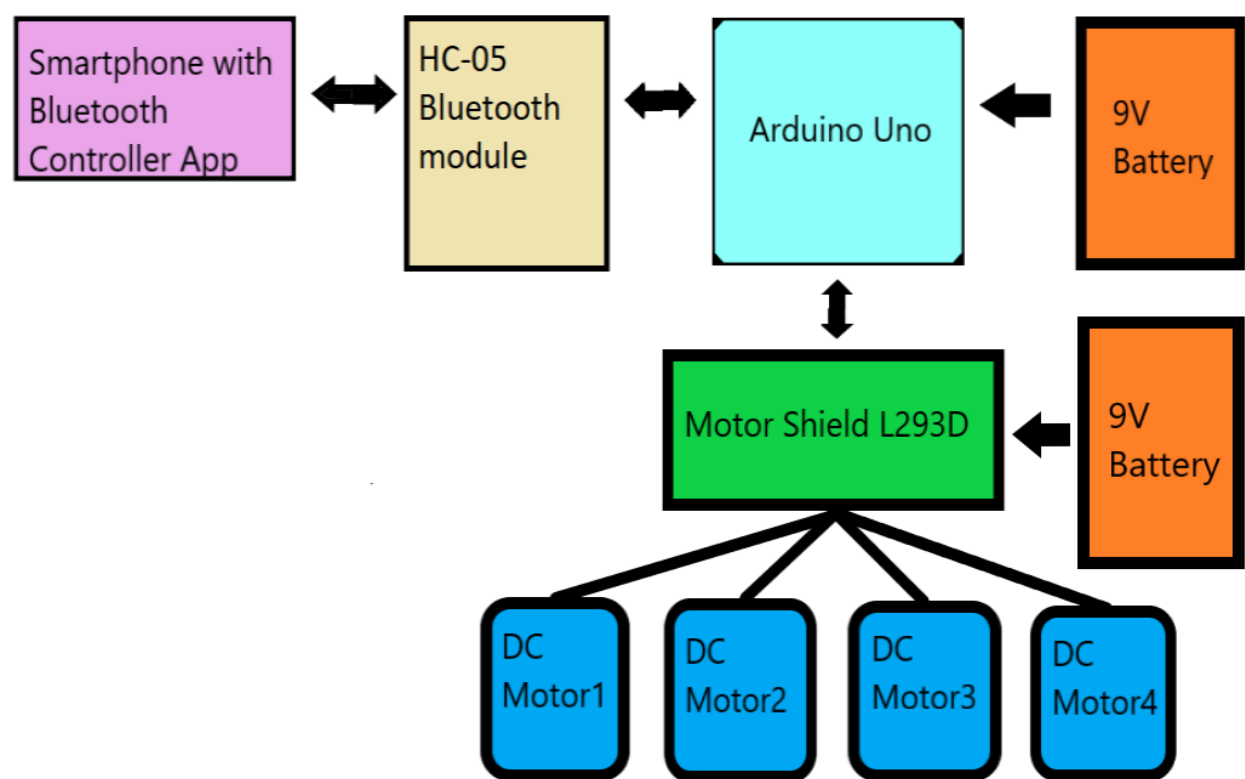 Smartphone with
Bluetooth
Controller App
HC-05
Bluetooth
module
Arduino Uno
9V
Battery
Motor Shield L293D
9V
Battery
DC
Motor1
DC
Motor2
DC
Motor3
DC
Motor4